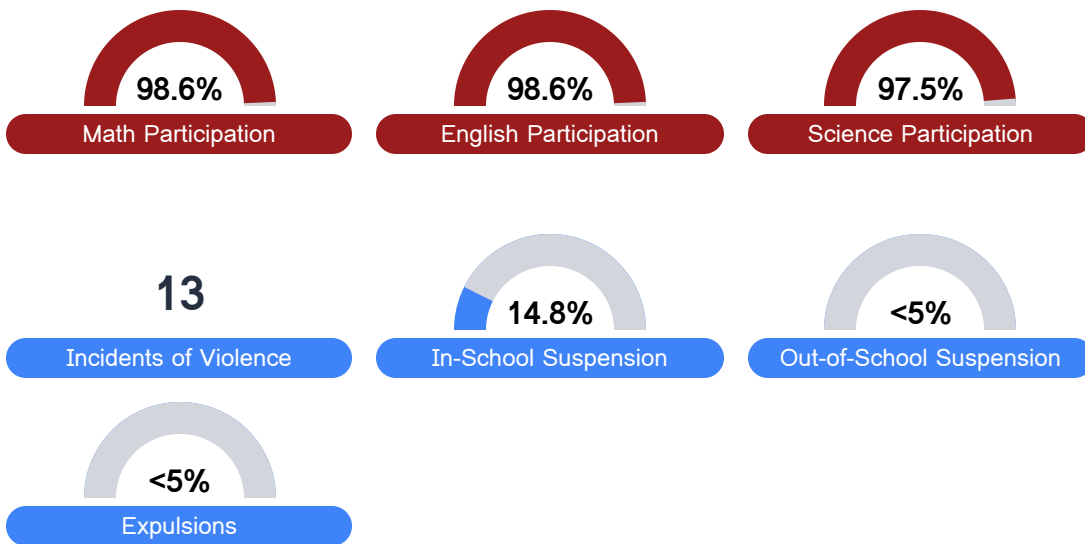 98.6%
Math Participation
98.6%
English Participation
97.5%
Science Participation
13
Incidents of Violence
14.8%
In-School Suspension
<5%
Out-of-School Suspension
<5%
Expulsions